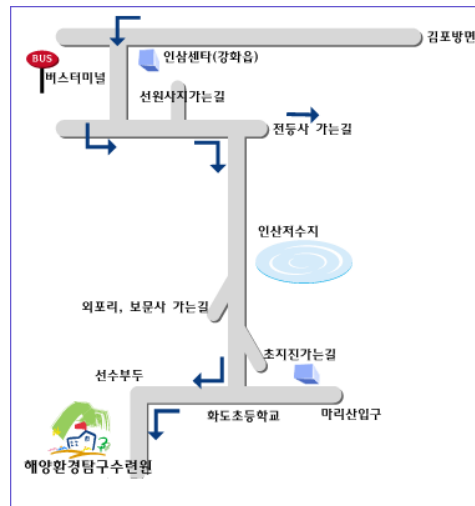 김포방면
BUS
인삼센타(강화읍)
버스터미널
선원사지가는길
전등사 가는길
인산저수지
외포리, 보문사 가는길
초지진가는길
선수부두
화도초등학교
마리산입구
해양환경탐구수련원